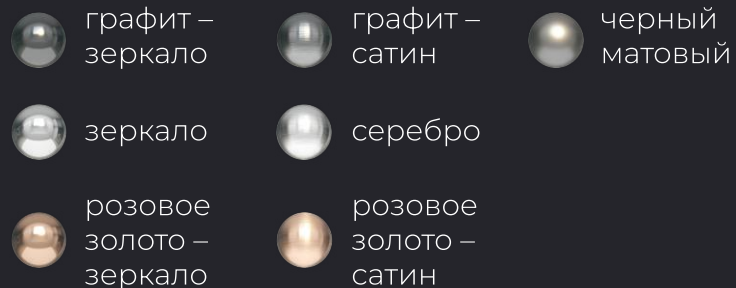 графит –
зеркало
графит –
сатин
черный
матовый
зеркало
серебро
розовое
золото –
зеркало
розовое
золото –
сатин